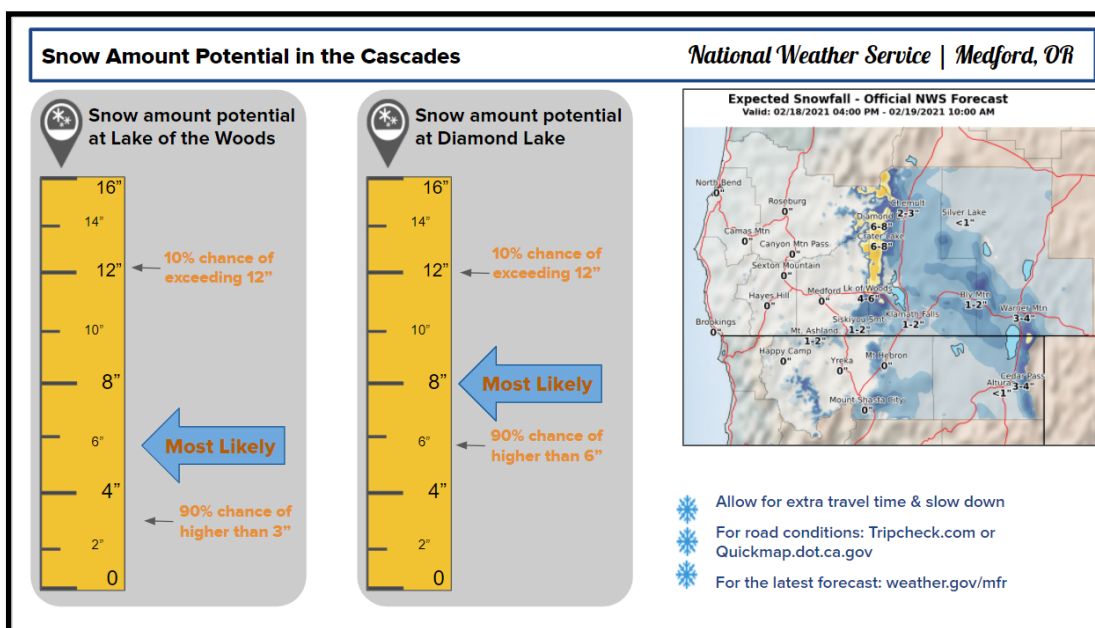 Snow Amount Potential in the Cascades
National Weather Service | Medford, OR
Snow amount potential
at Lake of the Woods
16”
14”
10% chance of
exceeding 12”
12”
10”
8”
Most Likely
6”
4”
90% chance of
higher than 3”
2”
0
Snow amount potential
at Diamond Lake
16”
14”
10% chance of
exceeding 12”
12”
10”
8”
Most Likely
6”
90% chance of
higher than 6”
4”
2”
0
Expected Snowfall - Official NWS Forecast
Valid: 02/18/2021 04:00 PM - 02/19/2021 10:00 AM
North Bend
0"
Roseburg
0"
Chemult
2-3"
Diamond
6-8"
Silver Lake
<1"
Camas Mtn
0"
Crater Lake
6-8"
Canyon Mtn Pass
0"
Sexton Mountain
0"
Hayes Hill
0"
Medford
0"
Lk of Woods
4-6"
Bly Mtn
1-2"
Warner Mtn
3-4"
Brookings
0"
Siskiyou Smt
1-2"
Klamath Falls
1-2"
Mt. Ashland
1-2"
Happy Camp
0"
Yreka
0"
Mt Hebron
0"
Cedar Pass
3-4"
Alturas
<1"
Mount Shasta City
0"
Allow for extra travel time & slow down
For road conditions: Tripcheck.com or
Quickmap.dot.ca.gov
For the latest forecast: weather.gov/mfr